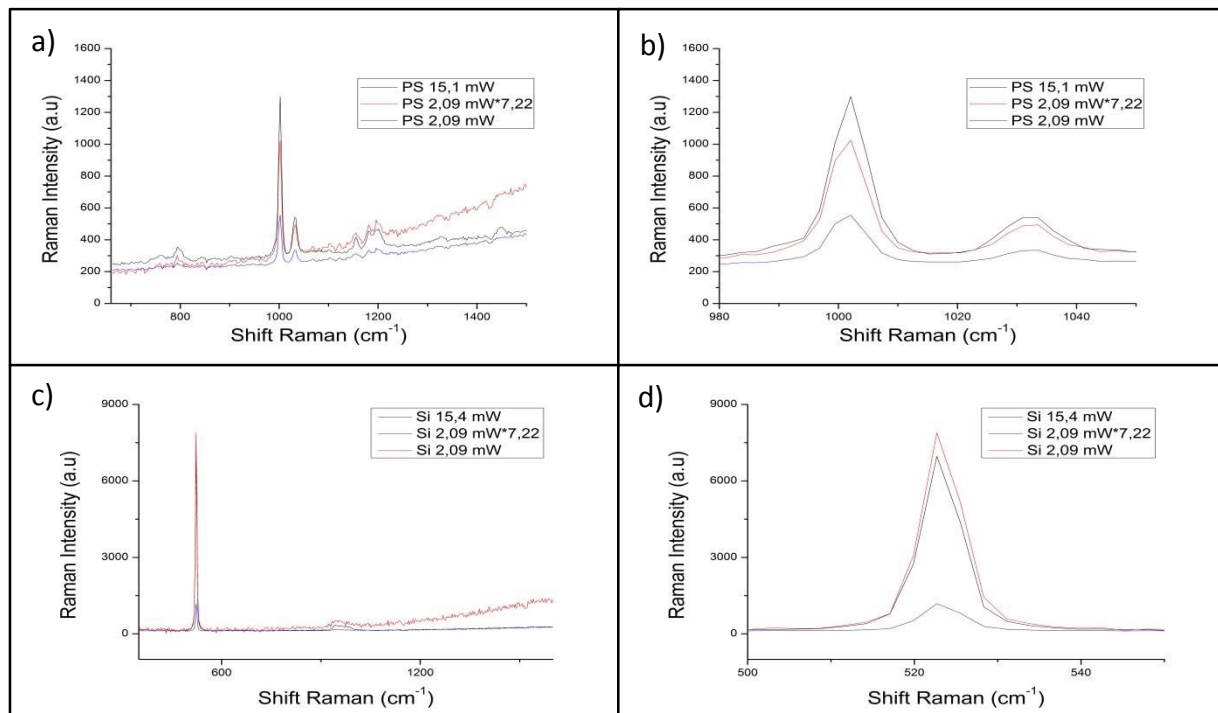 a)
1600
1400
1200
1000
800
600
400
200
0
Raman Intensity (a.u)
PS 15,1 mW
PS 2,09 mW*7,22
PS 2,09 mW
800 1000 1200 1400
Shift Raman (cm⁻¹)
b)
1600
1400
1200
1000
800
600
400
200
0
Raman Intensity (a.u)
PS 15,1 mW
PS 2,09 mW*7,22
PS 2,09 mW
980 1000 1020 1040
Shift Raman (cm⁻¹)
c)
9000
6000
3000
0
Raman Intensity (a.u)
Si 15,4 mW
Si 2,09 mW*7,22
Si 2,09 mW
600 1200
Shift Raman (cm⁻¹)
d)
9000
6000
3000
0
Raman Intensity (a.u)
Si 15,4 mW
Si 2,09 mW*7,22
Si 2,09 mW
500 520 540
Shift Raman (cm⁻¹)